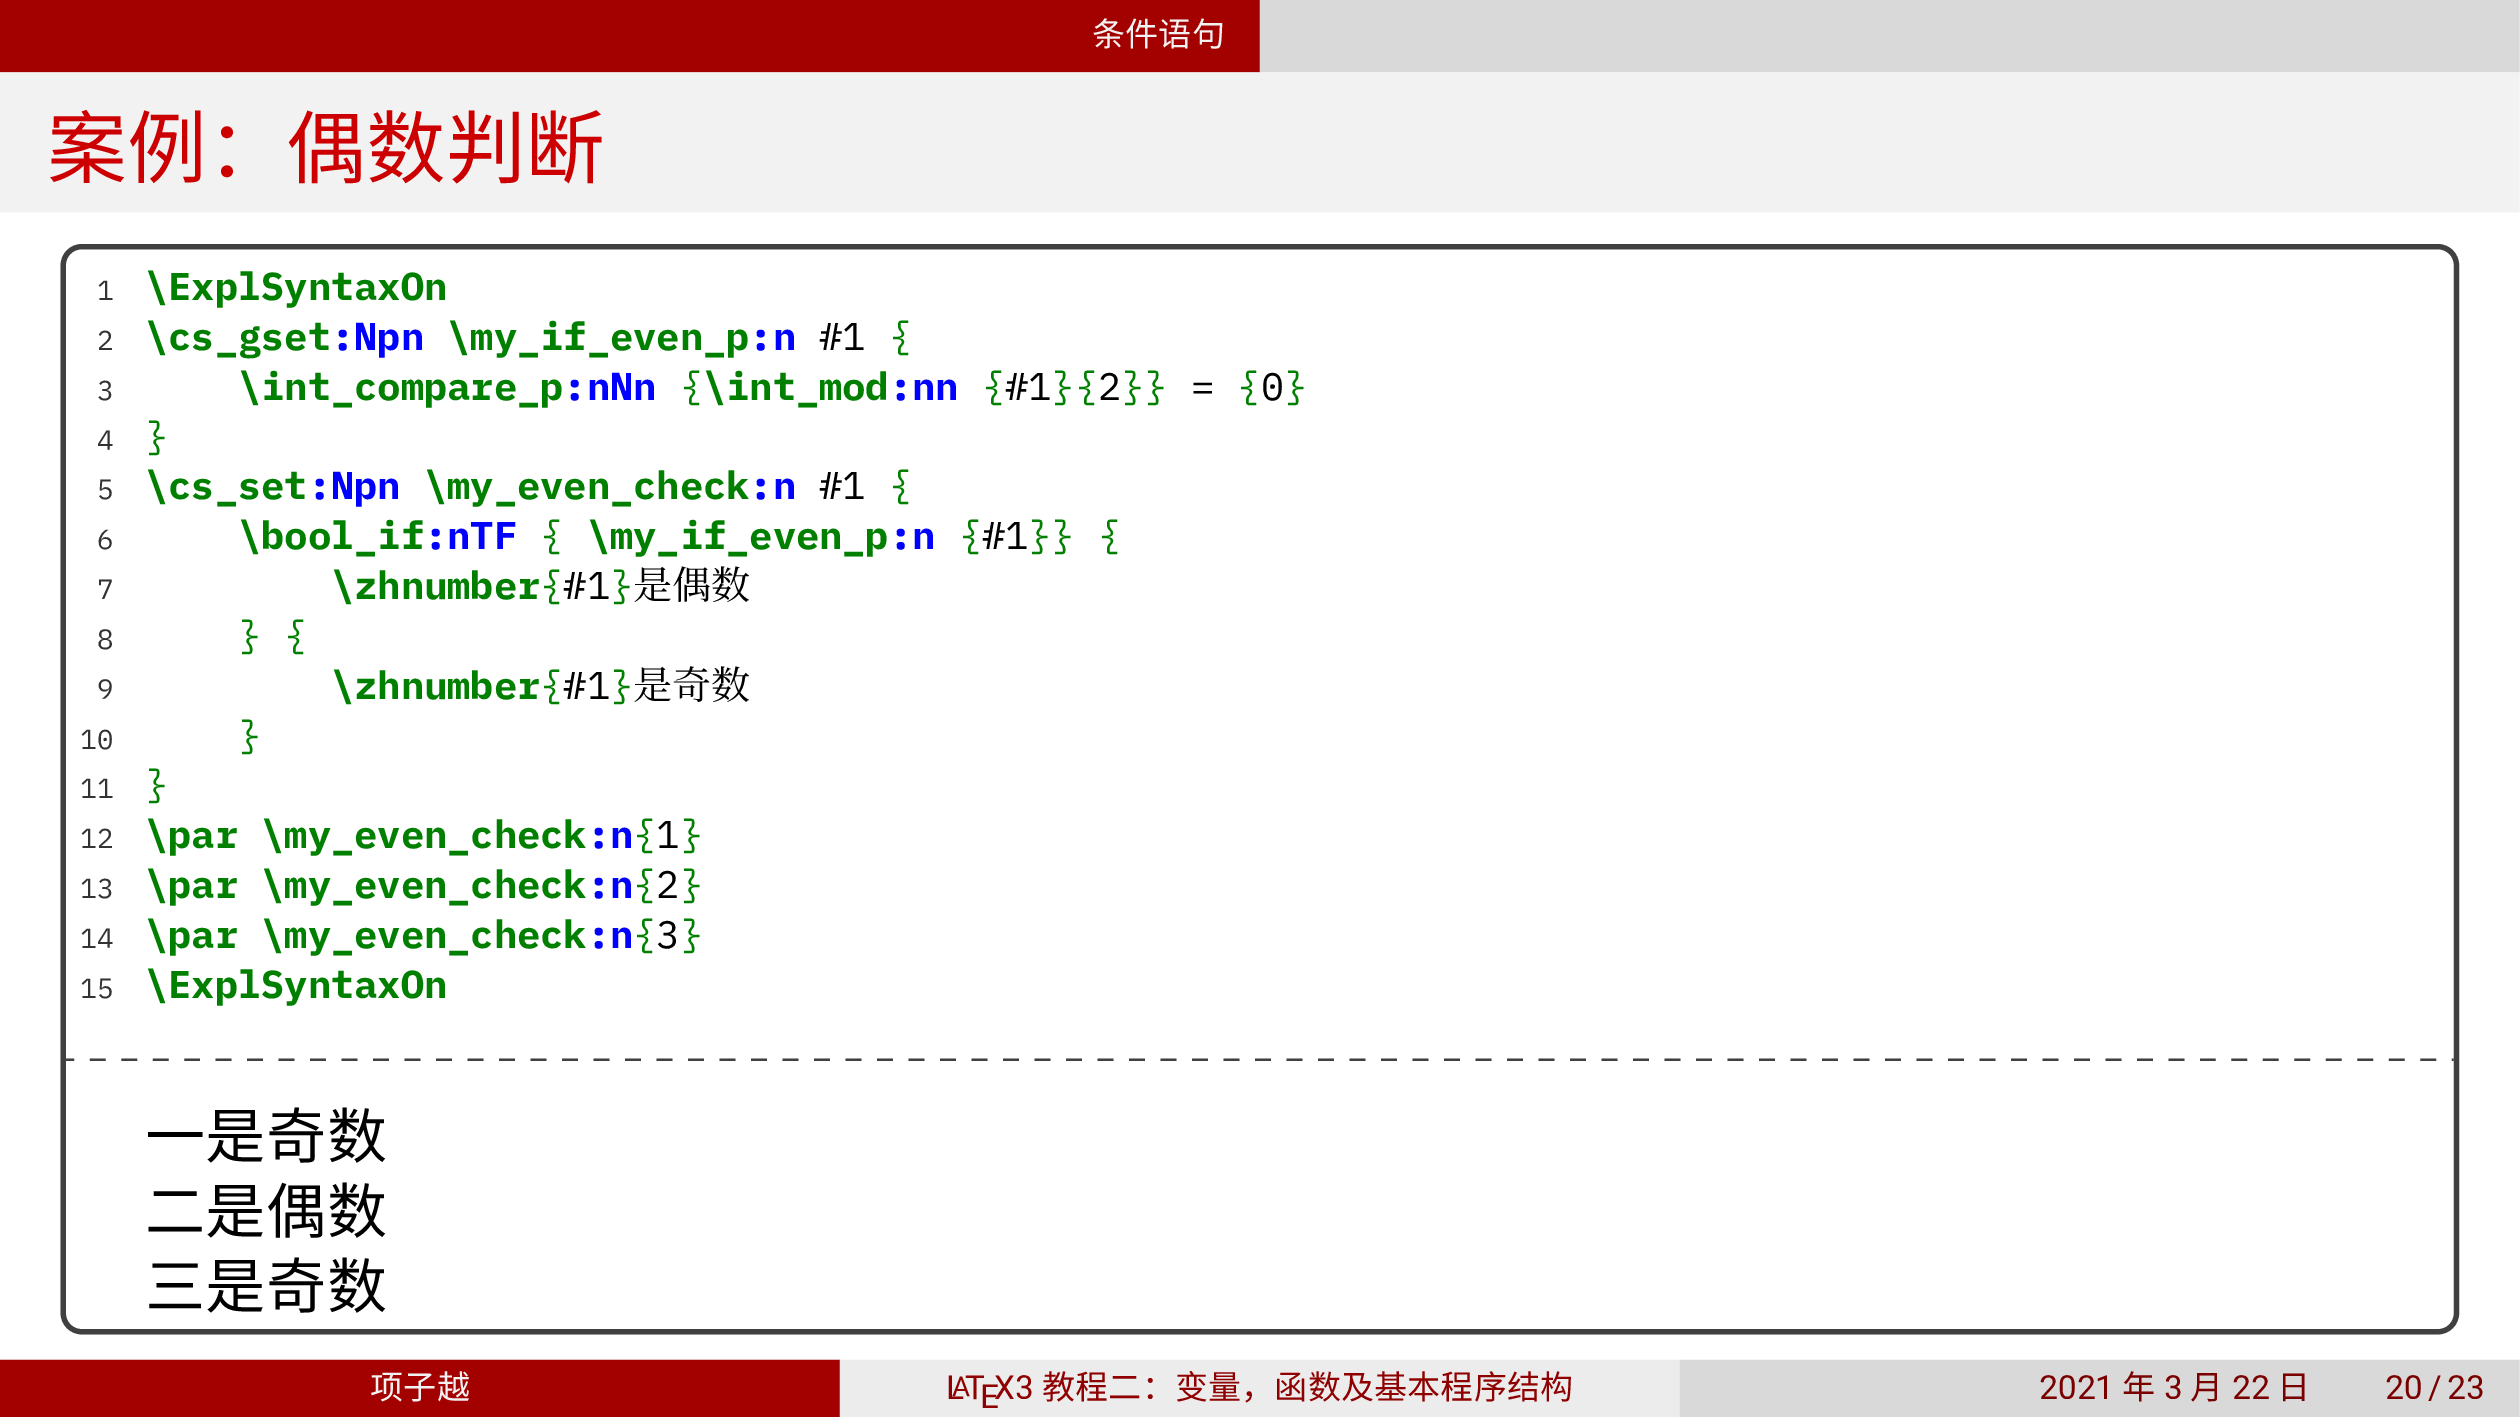 条件语句
案例：偶数判断
1 \ExplSyntaxOn
2 \cs_gset:Npn \my_if_even_p:n #1 {
3     \int_compare_p:nNn {\int_mod:nn {#1}{2}} = {0}
4 }
5 \cs_set:Npn \my_even_check:n #1 {
6     \bool_if:nTF { \my_if_even_p:n {#1}} {
7         \zhnumber{#1}是偶数
8     } {
9         \zhnumber{#1}是奇数
10     }
11 }
12 \par \my_even_check:n{1}
13 \par \my_even_check:n{2}
14 \par \my_even_check:n{3}
15 \ExplSyntaxOn
一是奇数
二是偶数
三是奇数
项子越 LATEX3 教程二：变量，函数及基本程序结构 2021 年 3 月 22 日 20 / 23